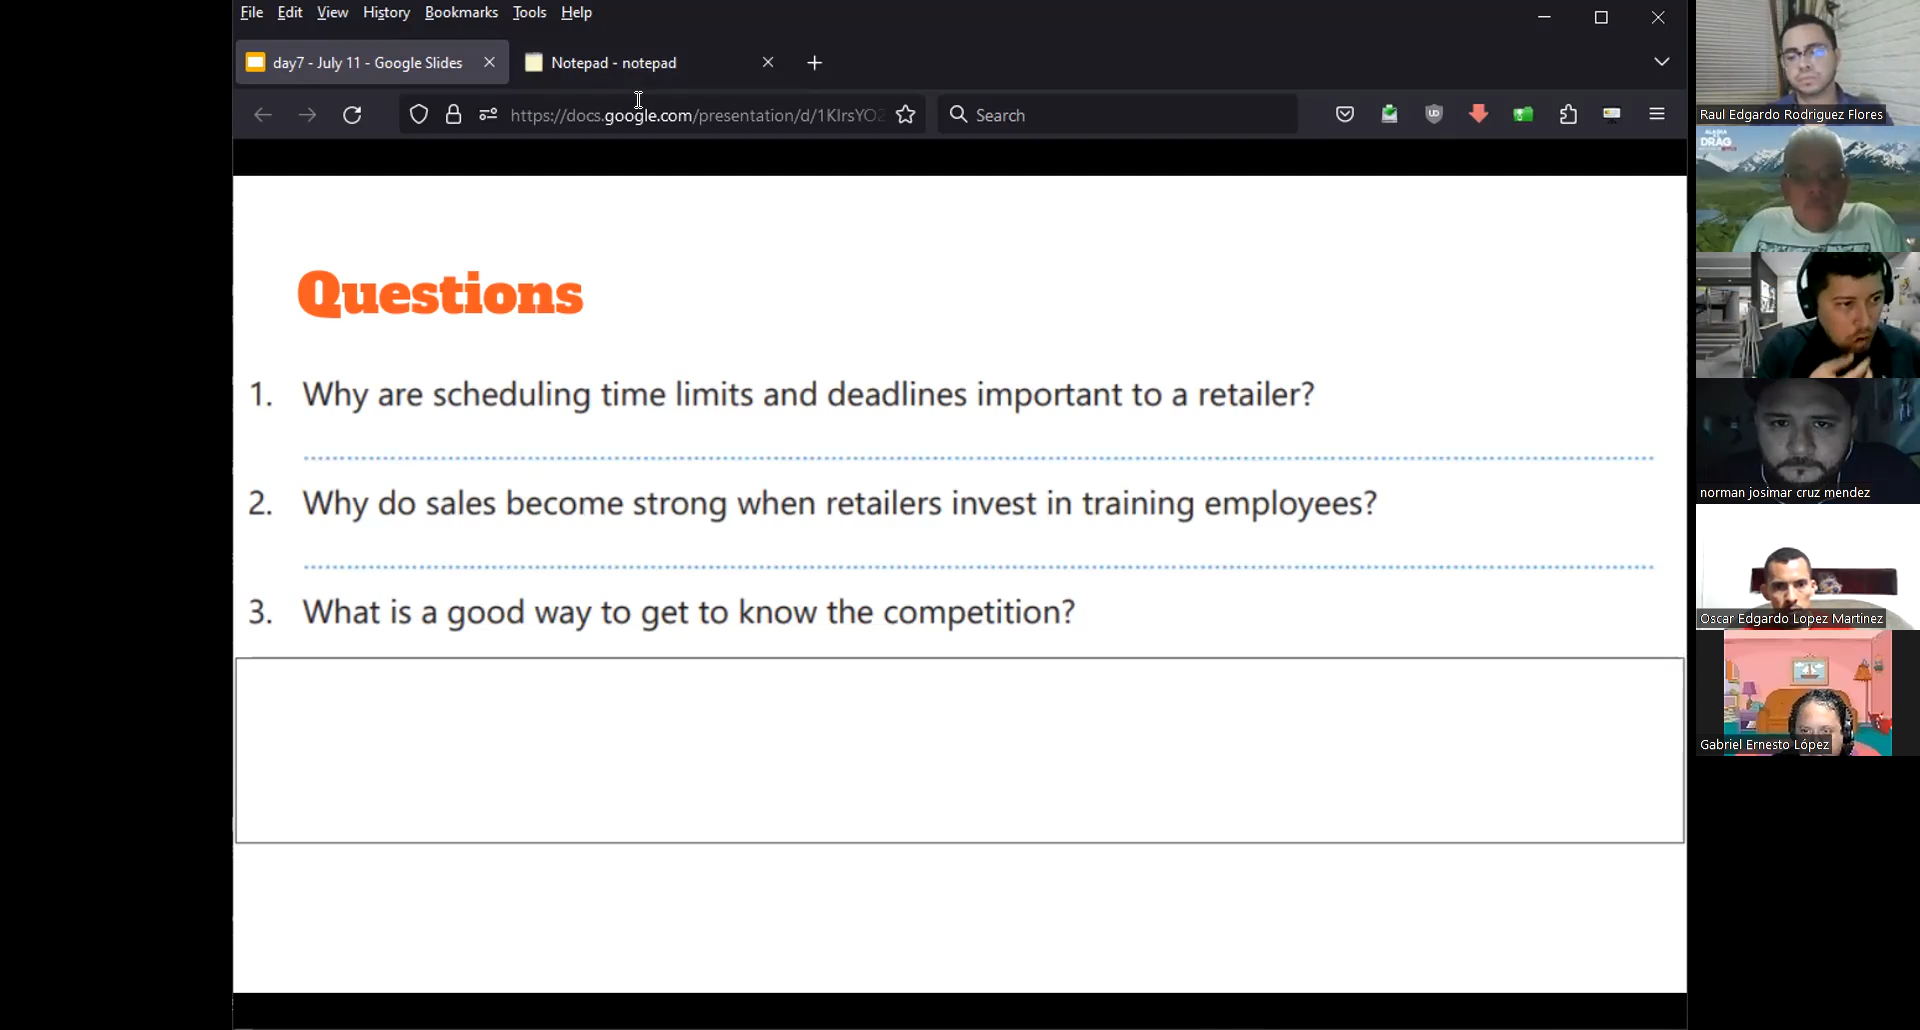 File Edit View History Bookmarks Tools Help
day7 - July 11 - Google Slides
Notepad - notepad
https://docs.google.com/presentation/d/1KIrsYO
Search
Questions
1. Why are scheduling time limits and deadlines important to a retailer?
2. Why do sales become strong when retailers invest in training employees?
3. What is a good way to get to know the competition?
Raul Edgardo Rodriguez Flores
DRAG
norman josimar cruz mendez
Oscar Edgardo Lopez Martinez
Gabriel Ernesto López